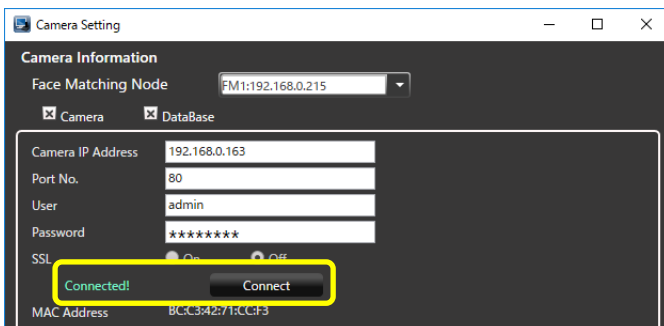 Camera Setting
Camera Information
Face Matching Node FM1:192.168.0.215
Camera DataBase
Camera IP Address 192.168.0.163
Port No. 80
User admin
Password ********
SSL On Off
Connected! Connect
MAC Address BC:C3:42:71:CC:F3